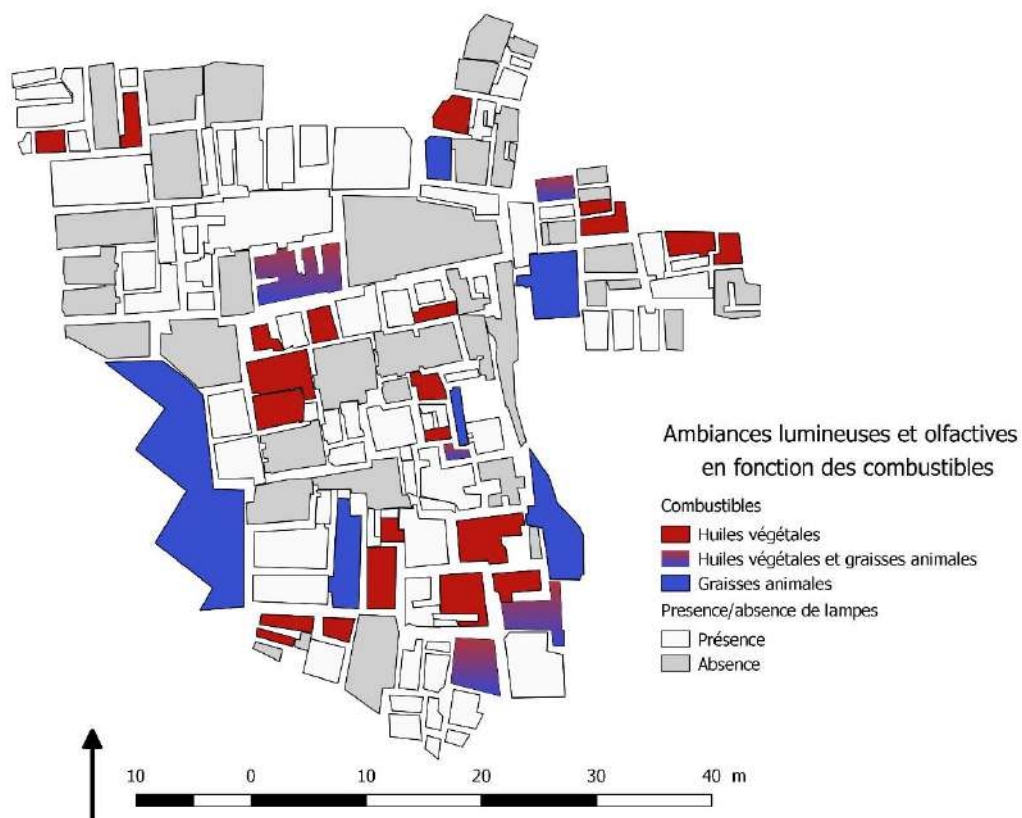 Ambiances lumineuses et olfactives
en fonction des combustibles
Combustibles
Huiles végétales
Huiles végétales et graisses animales
Graisses animales
Presence/absence de lampes
Présence
Absence
10 0 10 20 30 40 m